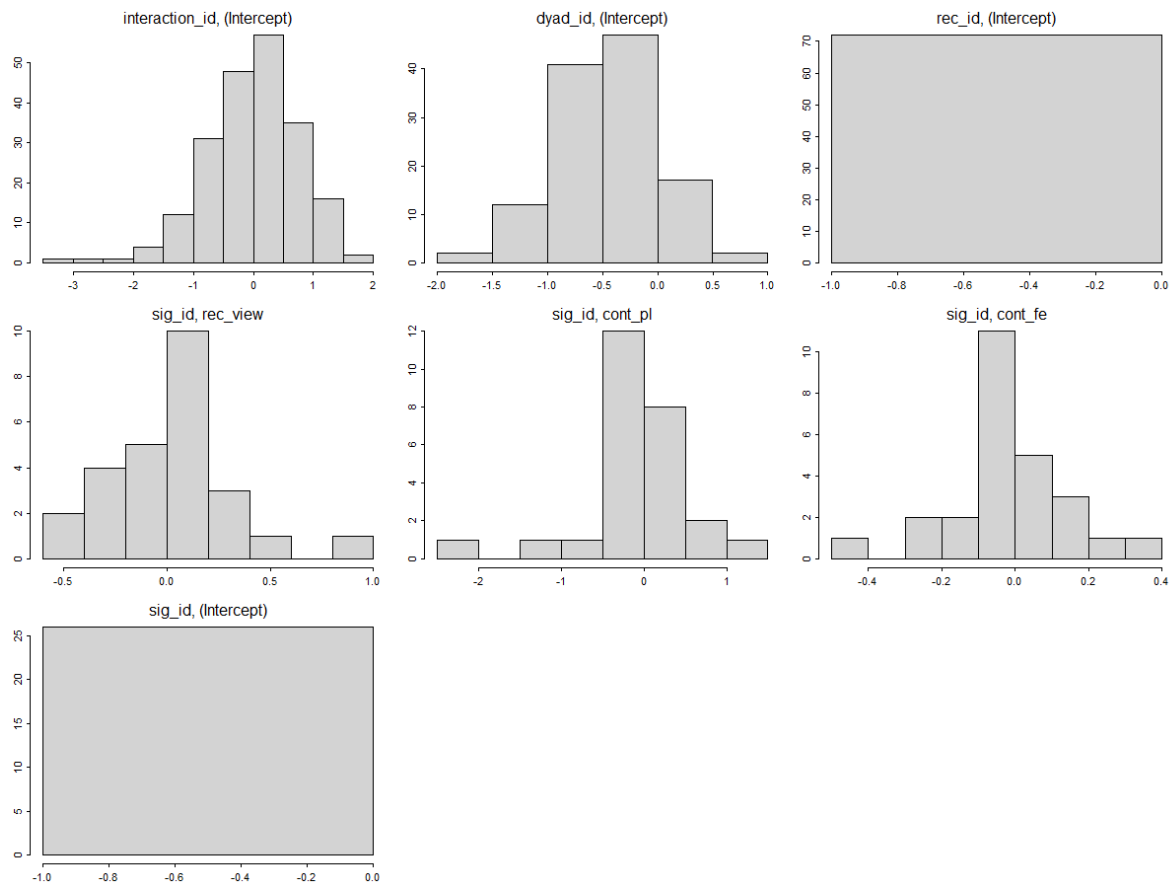 interaction_id, (Intercept)
dyad_id, (Intercept)
rec_id, (Intercept)
0 10 20 30 40 50
-3 -2 -1 0 1 2
0 10 20 30 40
-2.0 -1.5 -1.0 -0.5 0.0 0.5 1.0
0 10 20 30 40 50 60 70
-1.0 -0.8 -0.6 -0.4 -0.2 0.0
sig_id, rec_view
sig_id, cont_pl
sig_id, cont_fe
0 2 4 6 8 10
-0.5 0.0 0.5 1.0
0 2 4 6 8 10 12
-2 -1 0 1
0 2 4 6 8 10
-0.4 -0.2 0.0 0.2 0.4
sig_id, (Intercept)
0 5 10 15 20 25
-1.0 -0.8 -0.6 -0.4 -0.2 0.0